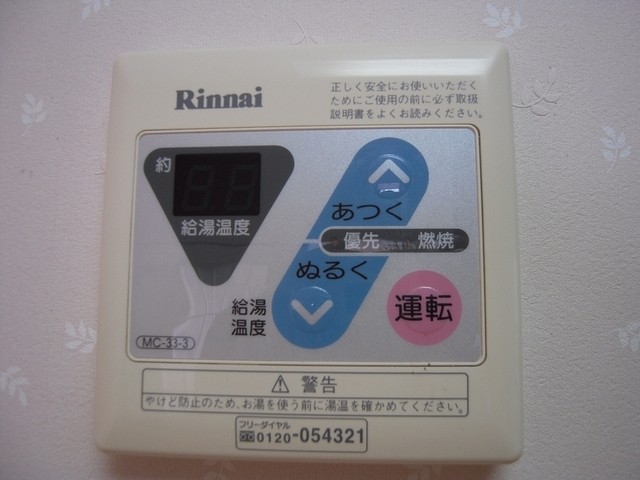 Rinnai
正しく安全にお使いいただく
ためにご使用の前に必ず取扱
説明書をよくお読みください。
約
給湯温度
あつく
優先 燃焼
ぬるく
給湯
温度
運転
MC-33-3
警告
やけど防止のため、お湯を使う前に湯温を確かめてください。
フリーダイヤル
0120-054321